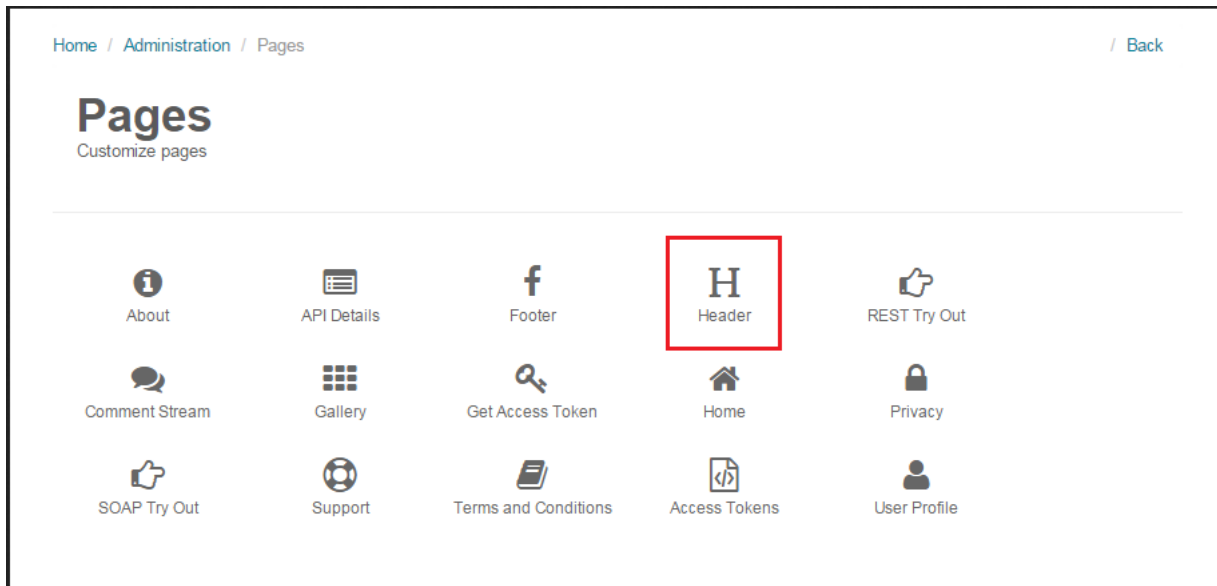 Home / Administration / Pages / Back
Pages
Customize pages
About API Details Footer Header REST Try Out
Comment Stream Gallery Get Access Token Home Privacy
SOAP Try Out Support Terms and Conditions Access Tokens User Profile